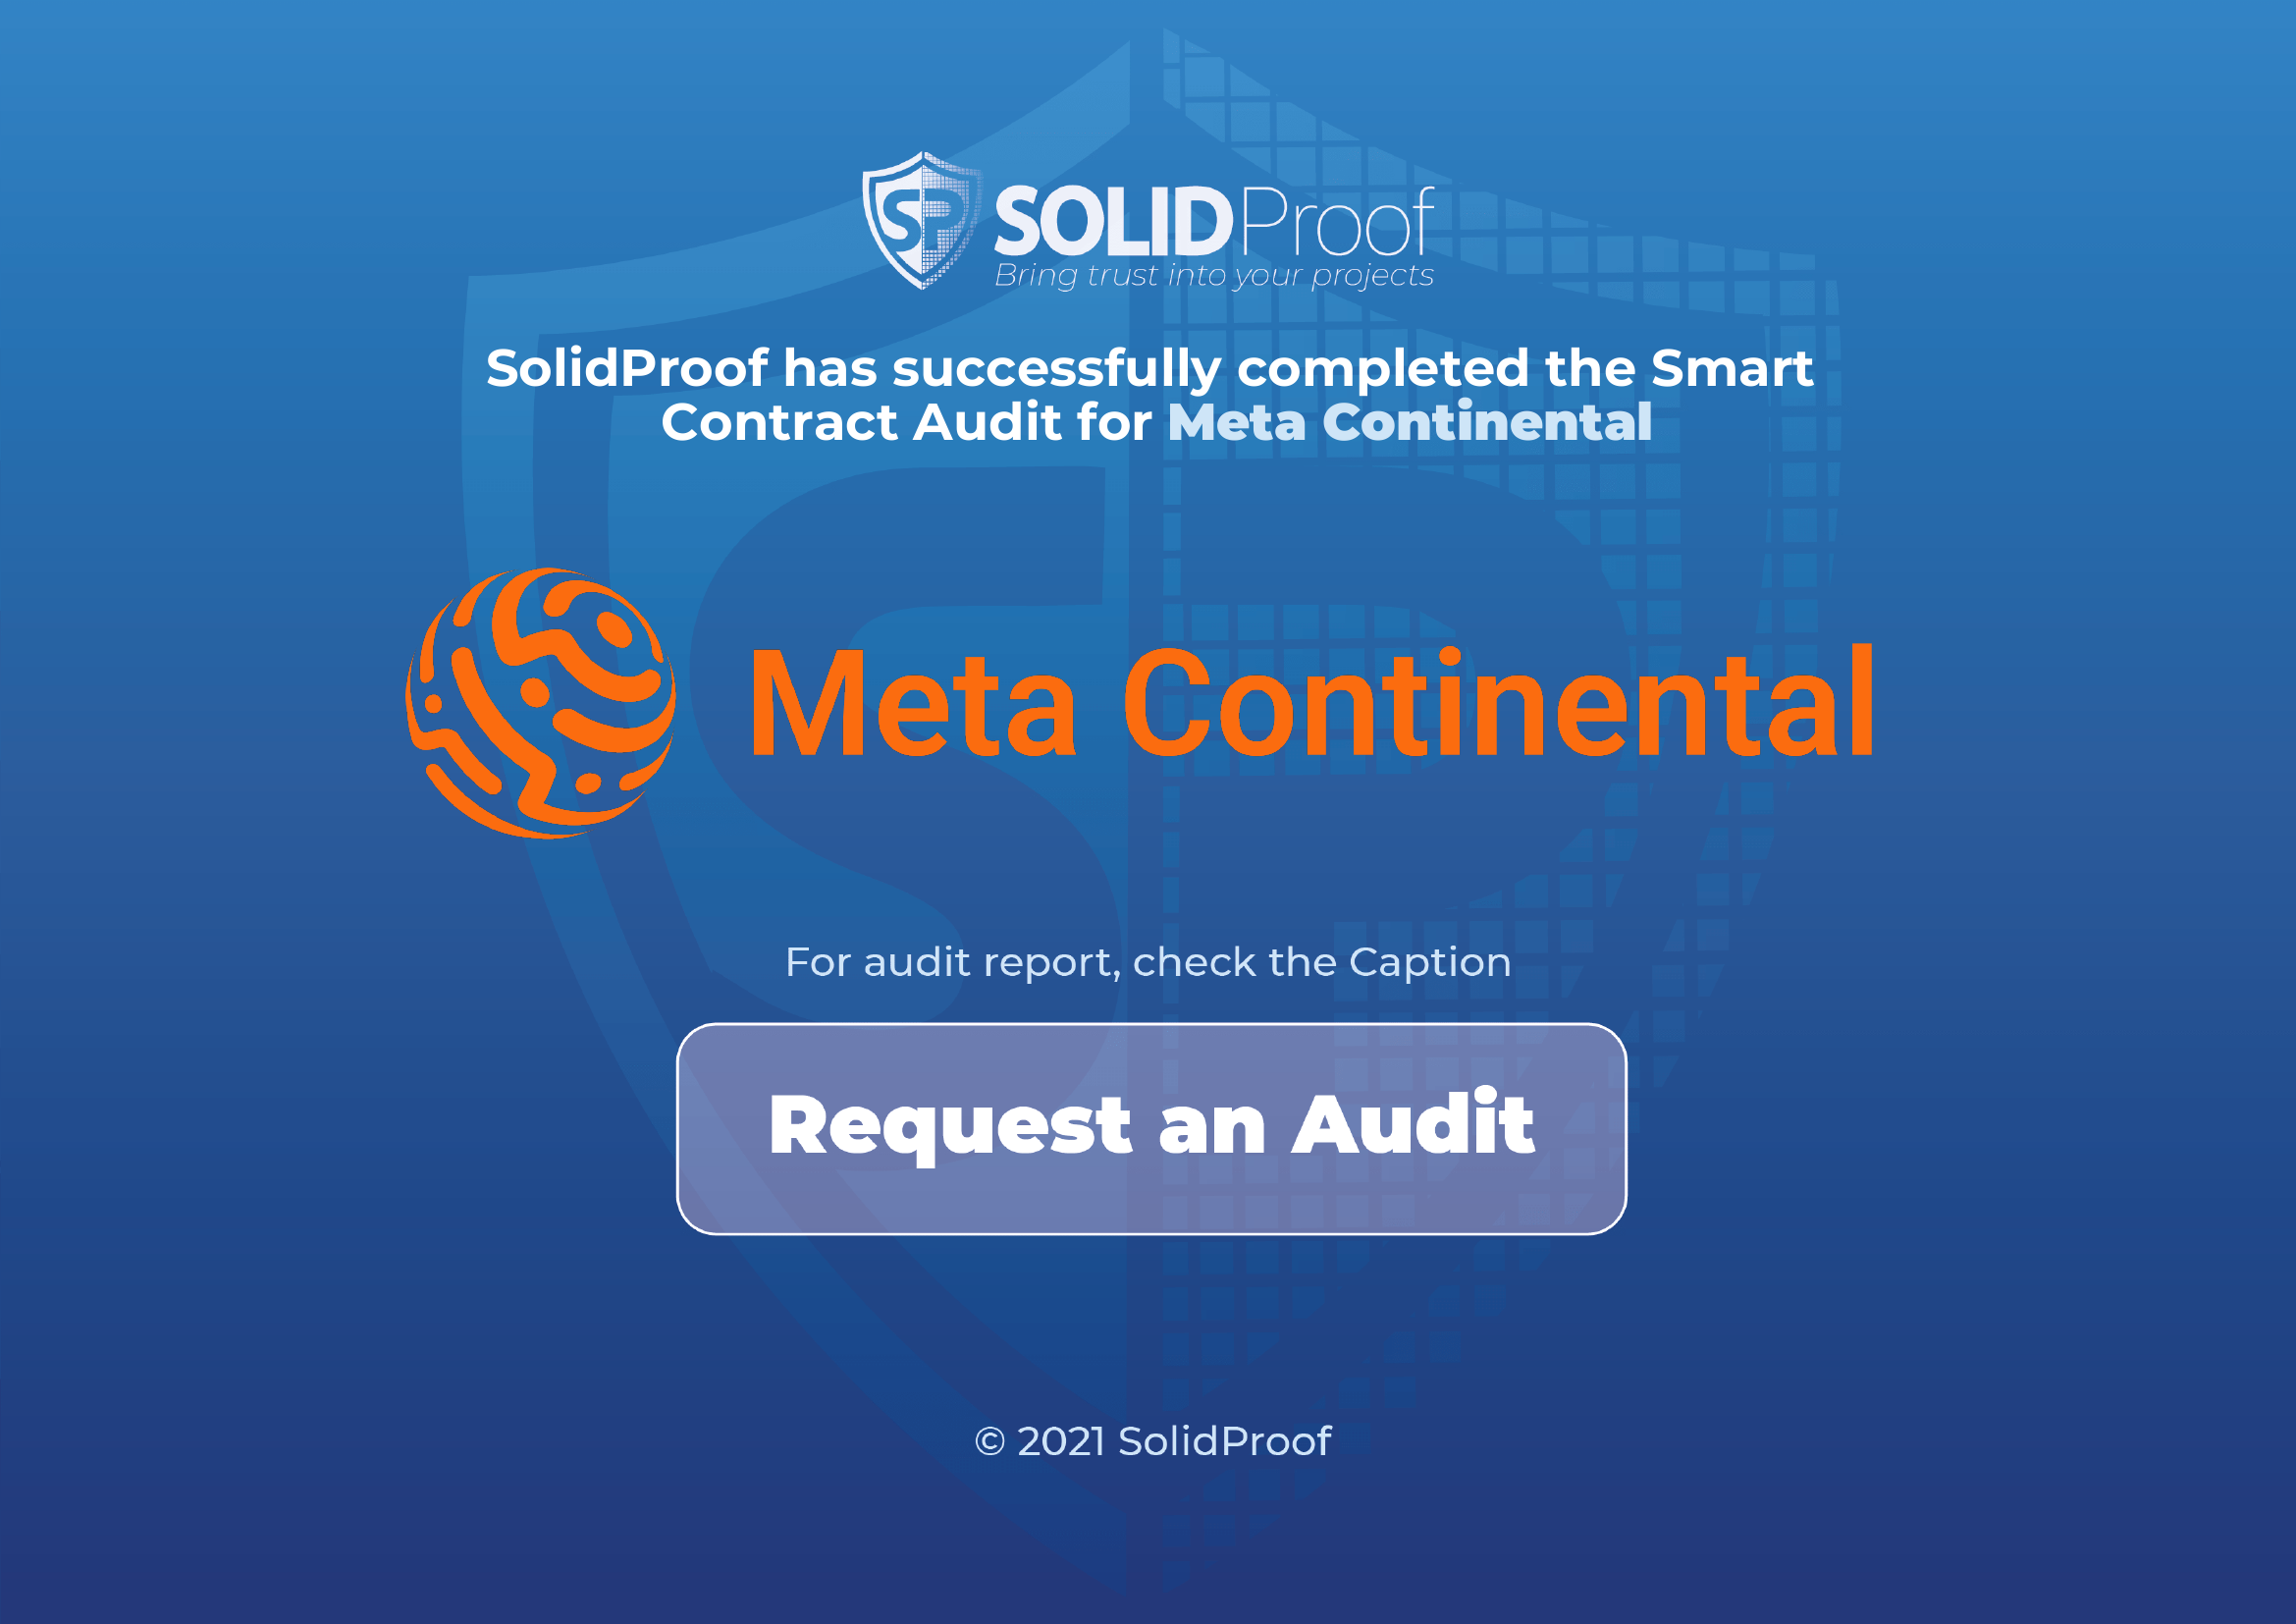 SP SOLIDProof
Bring trust into your projects
SolidProof has successfully completed the Smart
Contract Audit for Meta Continental
Meta Continental
For audit report, check the Caption
Request an Audit
© 2021 SolidProof